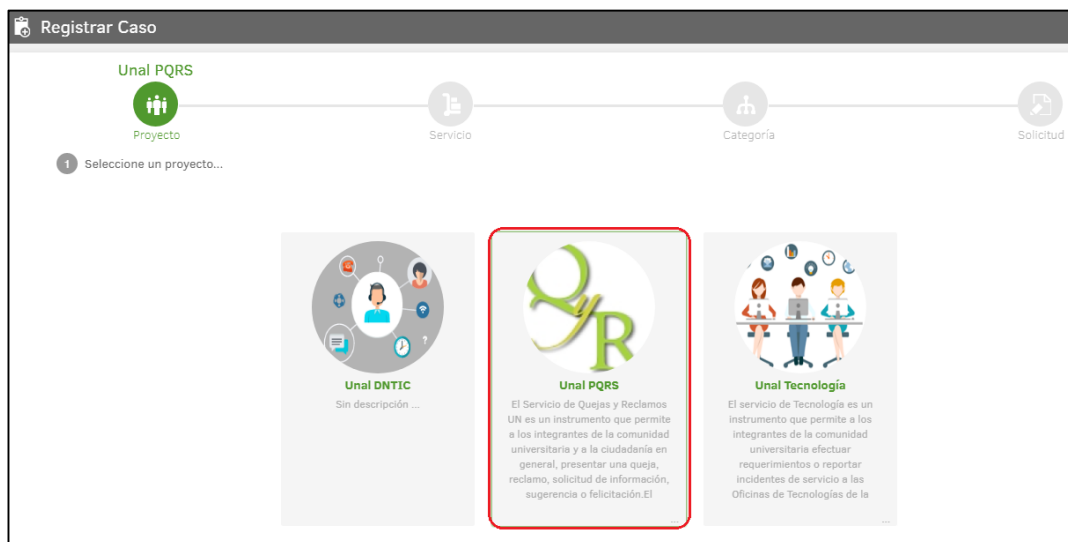 Registrar Caso
Unal PQRS
Proyecto
Servicio
Categoría
Solicitud
1 Seleccione un proyecto...
Unal DNTIC
Sin descripción ...
QyR
Unal PQRS
El Servicio de Quejas y Reclamos
UN es un instrumento que permite
a los integrantes de la comunidad
universitaria y a la ciudadanía en
general, presentar una queja,
reclamo, solicitud de información,
sugerencia o felicitación.El
...
Unal Tecnología
El servicio de Tecnología es un
instrumento que permite a los
integrantes de la comunidad
universitaria efectuar
requerimientos o reportar
incidentes de servicio a las
Oficinas de Tecnologías de la
...